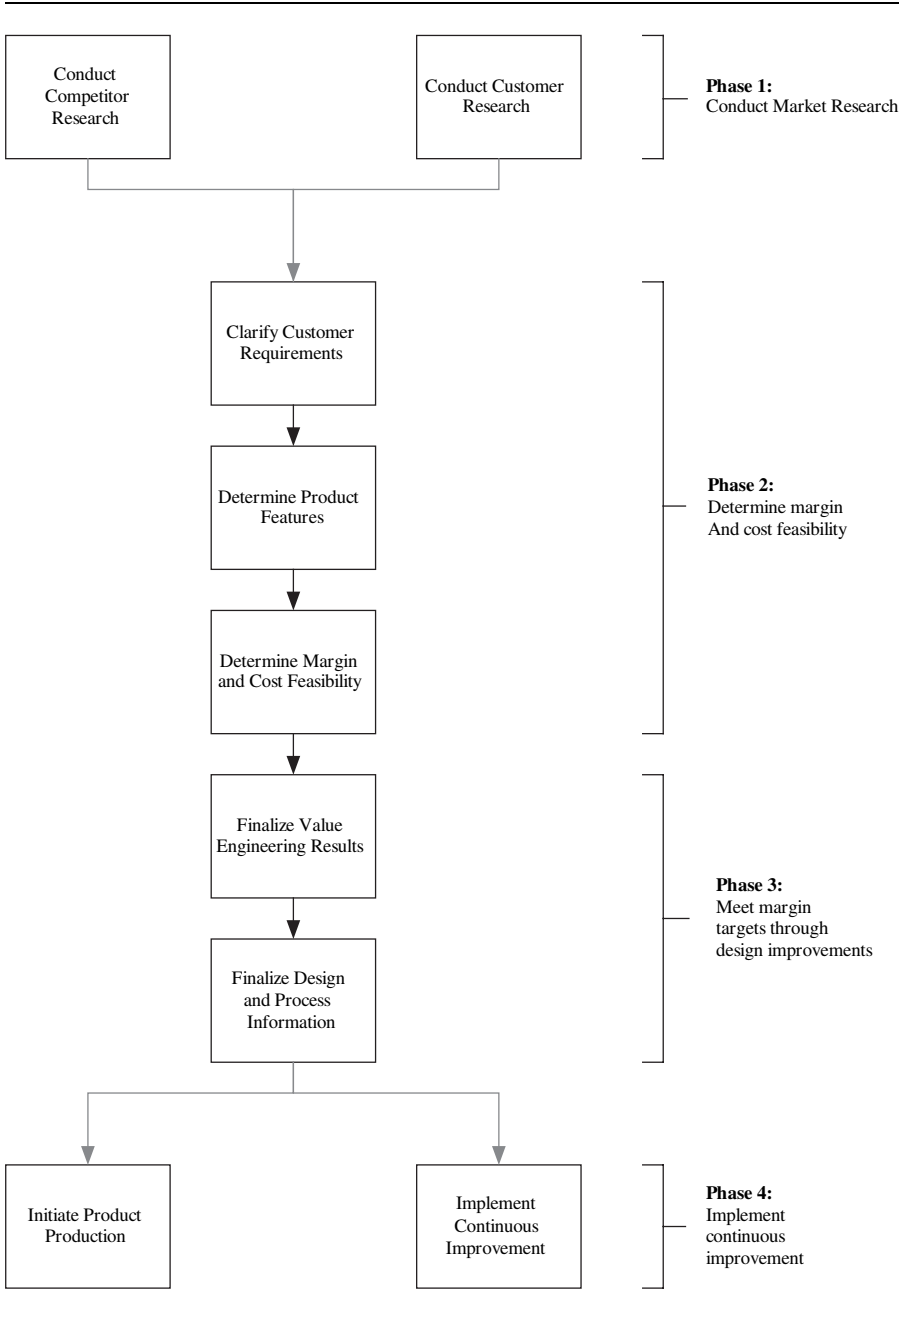 Conduct
Competitor
Research
Conduct Customer
Research
Phase 1:
Conduct Market Research
Clarify Customer
Requirements
Determine Product
Features
Determine Margin
and Cost Feasibility
Phase 2:
Determine margin
And cost feasibility
Finalize Value
Engineering Results
Finalize Design
and Process
Information
Phase 3:
Meet margin
targets through
design improvements
Initiate Product
Production
Implement
Continuous
Improvement
Phase 4:
Implement
continuous
improvement